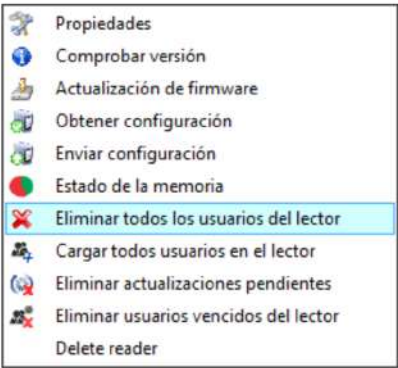 Propiedades
Comprobar versión
Actualización de firmware
Obtener configuración
Enviar configuración
Estado de la memoria
Eliminar todos los usuarios del lector
Cargar todos usuarios en el lector
Eliminar actualizaciones pendientes
Eliminar usuarios vencidos del lector
Delete reader